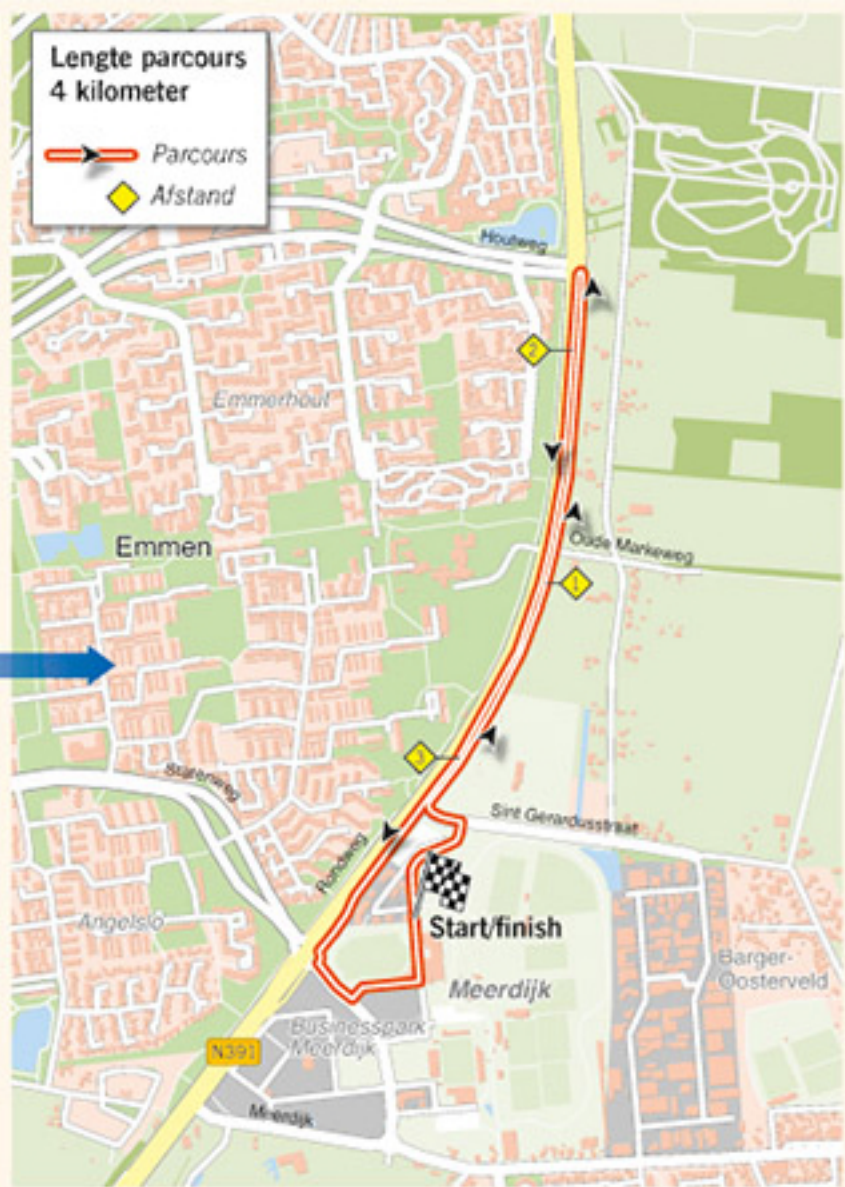 Lengte parcours
4 kilometer
Parcours
Afstand
Houtweg
2
Emmerhout
Emmen
Oude Markeweg
1
3
Statenweg
Sint Gerardusstraat
Rondweg
Angelslo
Start/finish
Barger-
Oosterveld
Meerdijk
Businesspark
Meerdijk
N391
Meerdijk